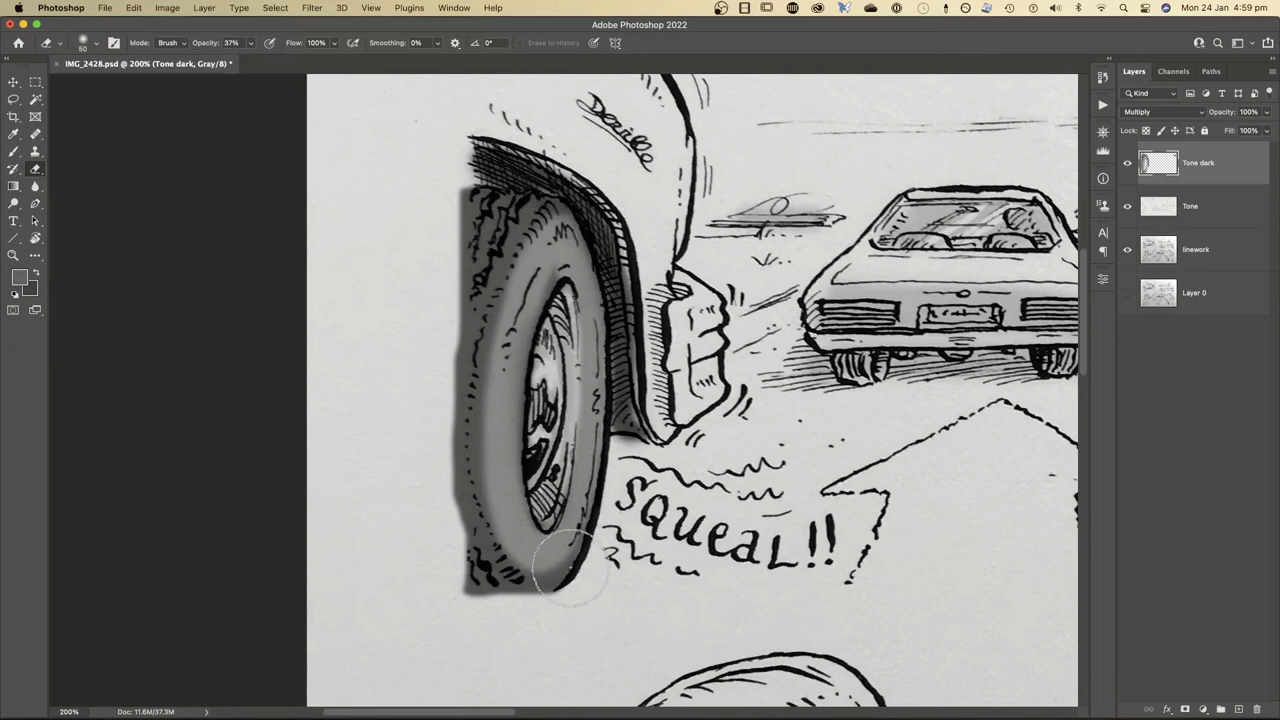 Photoshop File Edit Image Layer Type Select Filter 3D View Plugins Window Help Mon 24 Jan 4:59 pm
Adobe Photoshop 2022
50 Mode: Brush Opacity: 37% Flow: 100% Smoothing: 0% 0° Erase to History
IMG_2428.psd @ 200% (Tone dark, Gray/8) *
Layers Channels Paths
Kind
Multiply Opacity: 100%
Lock: Fill: 100%
Tone dark
Tone
linework
Layer 0
Deville
SQUEAL!!
200% Doc: 11.6M/37.3M